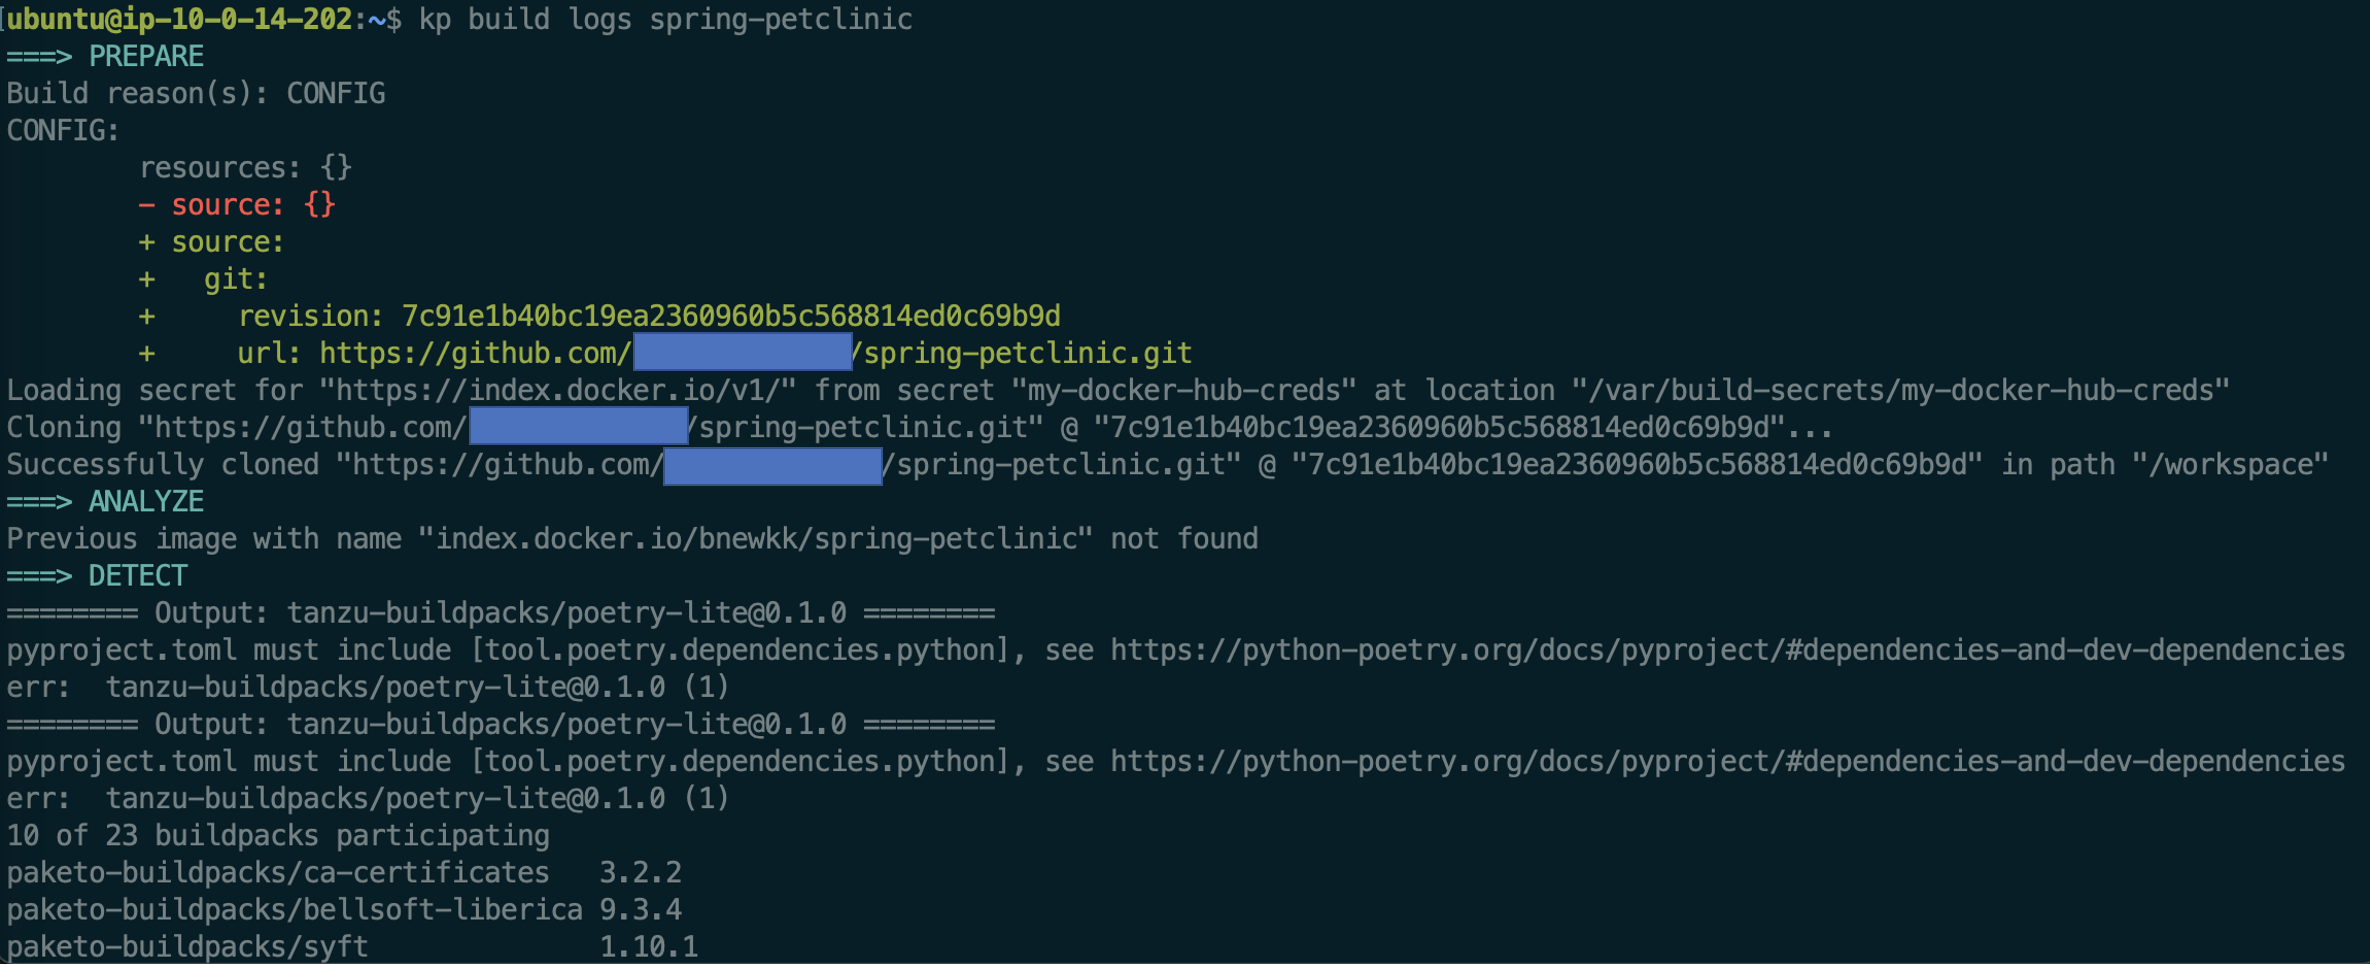 ubuntu@ip-10-0-14-202:~$ kp build logs spring-petclinic
===> PREPARE
Build reason(s): CONFIG
CONFIG:
        resources: {}
        - source: {}
        + source:
        +   git:
        +     revision: 7c91e1b40bc19ea2360960b5c568814ed0c69b9d
        +     url: https://github.com/ /spring-petclinic.git
Loading secret for "https://index.docker.io/v1/" from secret "my-docker-hub-creds" at location "/var/build-secrets/my-docker-hub-creds"
Cloning "https://github.com/ /spring-petclinic.git" @ "7c91e1b40bc19ea2360960b5c568814ed0c69b9d"...
Successfully cloned "https://github.com/ /spring-petclinic.git" @ "7c91e1b40bc19ea2360960b5c568814ed0c69b9d" in path "/workspace"
===> ANALYZE
Previous image with name "index.docker.io/bnewkk/spring-petclinic" not found
===> DETECT
======== Output: tanzu-buildpacks/poetry-lite@0.1.0 ========
pyproject.toml must include [tool.poetry.dependencies.python], see https://python-poetry.org/docs/pyproject/#dependencies-and-dev-dependencies
err:  tanzu-buildpacks/poetry-lite@0.1.0 (1)
======== Output: tanzu-buildpacks/poetry-lite@0.1.0 ========
pyproject.toml must include [tool.poetry.dependencies.python], see https://python-poetry.org/docs/pyproject/#dependencies-and-dev-dependencies
err:  tanzu-buildpacks/poetry-lite@0.1.0 (1)
10 of 23 buildpacks participating
paketo-buildpacks/ca-certificates   3.2.2
paketo-buildpacks/bellsoft-liberica 9.3.4
paketo-buildpacks/syft              1.10.1